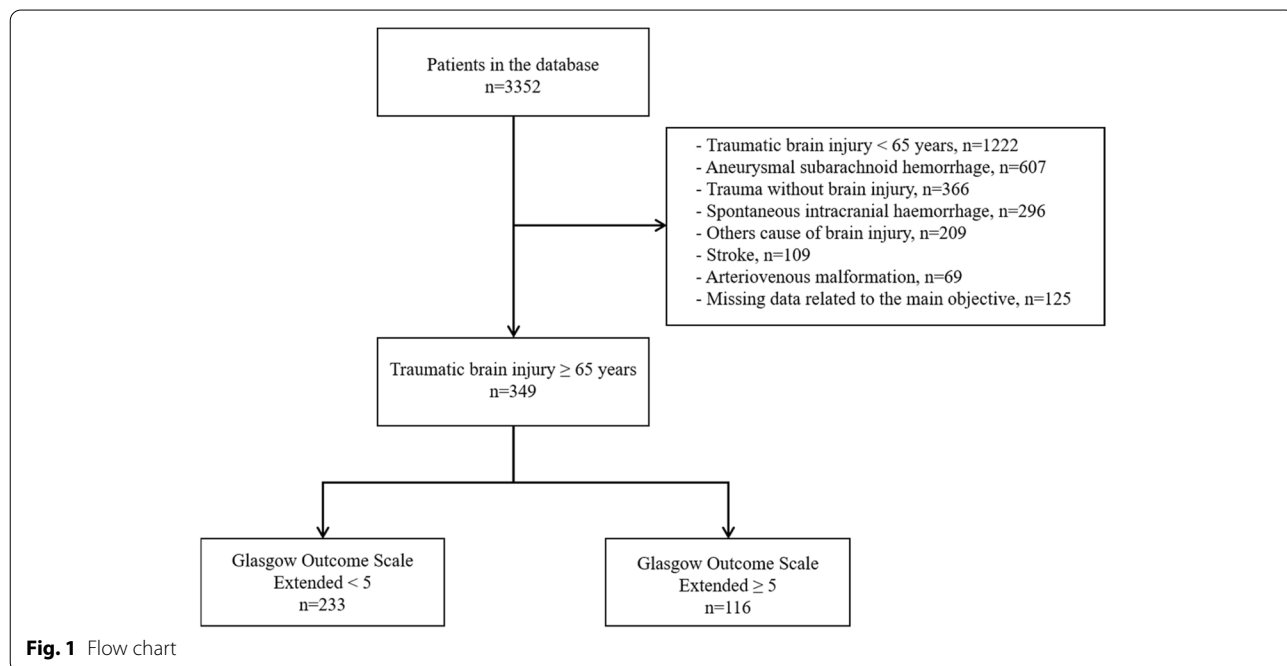 Patients in the database
n=3352
- Traumatic brain injury < 65 years, n=1222
- Aneurysmal subarachnoid hemorrhage, n=607
- Trauma without brain injury, n=366
- Spontaneous intracranial haemorrhage, n=296
- Others cause of brain injury, n=209
- Stroke, n=109
- Arteriovenous malformation, n=69
- Missing data related to the main objective, n=125
Traumatic brain injury ≥ 65 years
n=349
Glasgow Outcome Scale
Extended < 5
n=233
Glasgow Outcome Scale
Extended ≥ 5
n=116
Fig. 1 Flow chart